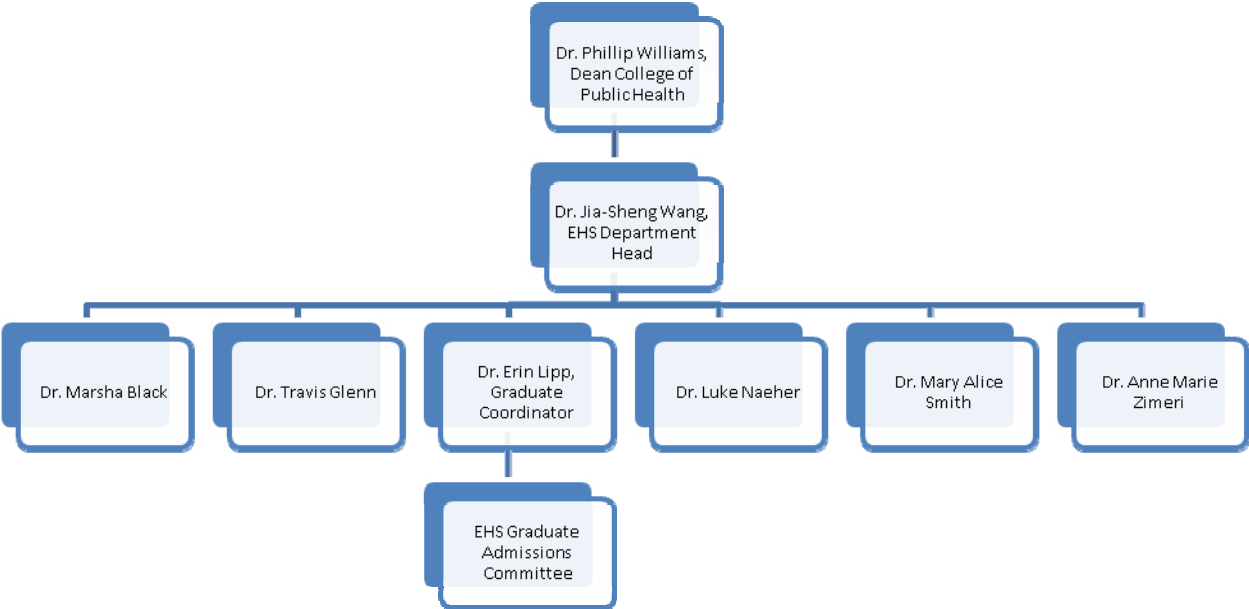 Dr. Phillip Williams,
Dean College of
Public Health
Dr. Jia-Sheng Wang,
EHS Department
Head
Dr. Marsha Black
Dr. Travis Glenn
Dr. Erin Lipp,
Graduate
Coordinator
Dr. Luke Naeher
Dr. Mary Alice
Smith
Dr. Anne Marie
Zimeri
EHS Graduate
Admissions
Committee